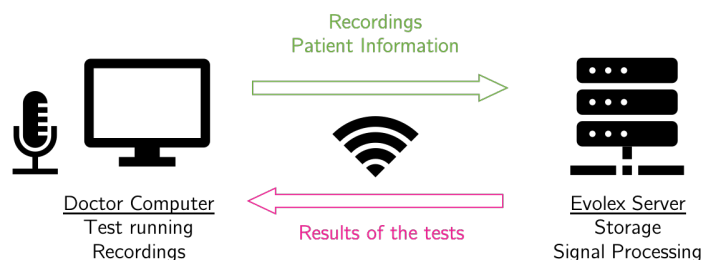 Recordings
Patient Information
Doctor Computer
Test running
Recordings
Results of the tests
Evolex Server
Storage
Signal Processing